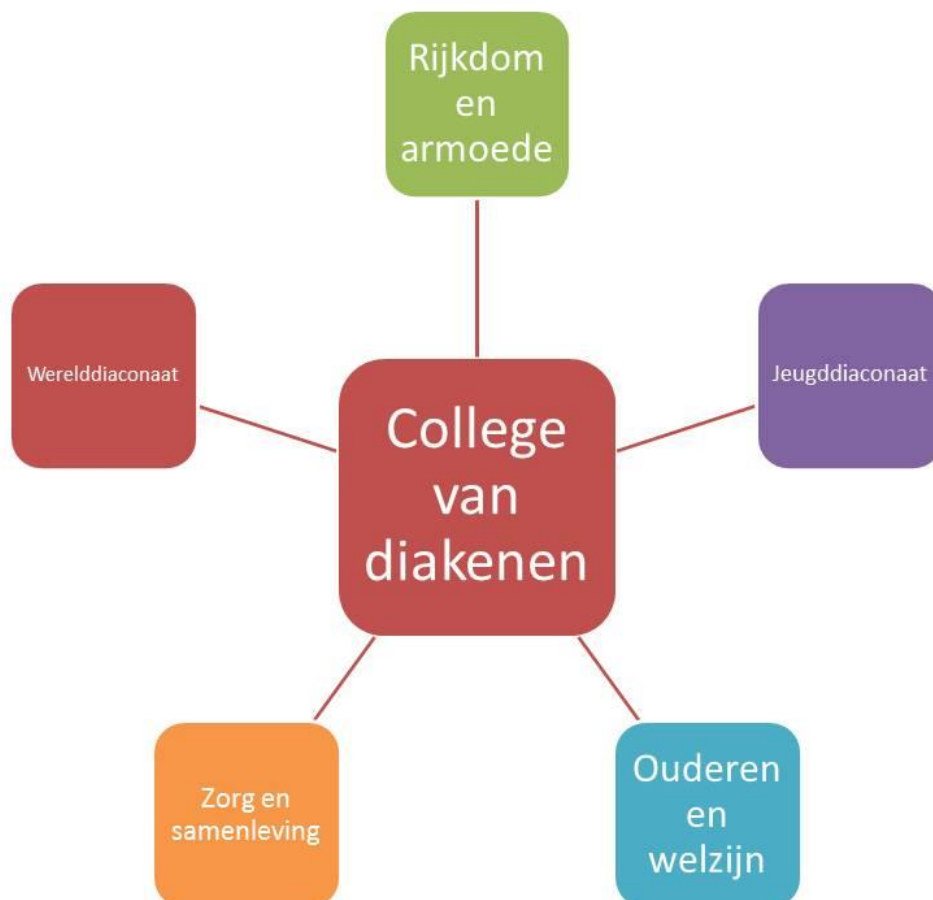 Rijkdom
en
armoede
Werelddiaconaat
Jeugddiaconaat
College
van
diakenen
Zorg en
samenleving
Ouderen
en
welzijn